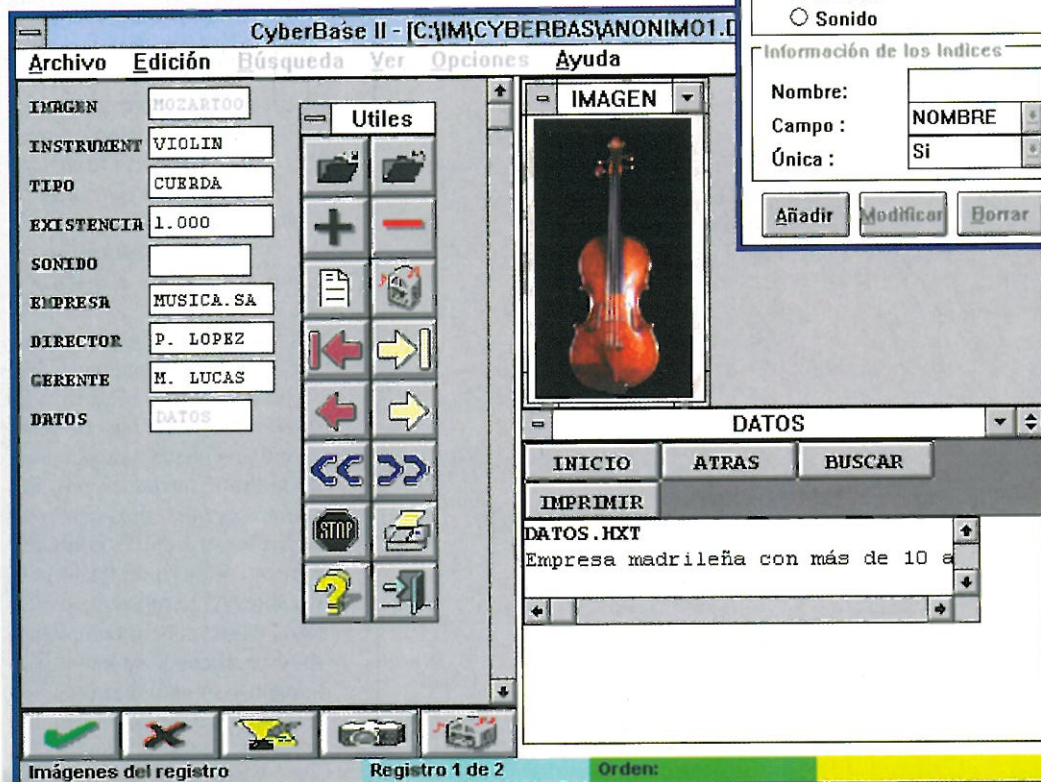 CyberBase II - [C:\IM\CYBERBAS\ANONIMO1.D
Archivo Edición Búsqueda Ver Opciones Ayuda
IMAGEN MOZARTOO
INSTRUMENT VIOLIN
TIPO CUERDA
EXISTENCIA 1.000
SONIDO
EMPRESA MUSICA.SA
DIRECTOR P. LOPEZ
GERENTE M. LUCAS
DATOS DATOS
Utiles
STOP
IMAGEN
Sonido
Información de los Indices
Nombre:
Campo : NOMBRE
Única : Si
Añadir Modificar Borrar
DATOS
INICIO ATRAS BUSCAR
IMPRIMIR
DATOS.HXT
Empresa madrileña con más de 10 a
Imágenes del registro Registro 1 de 2 Orden: